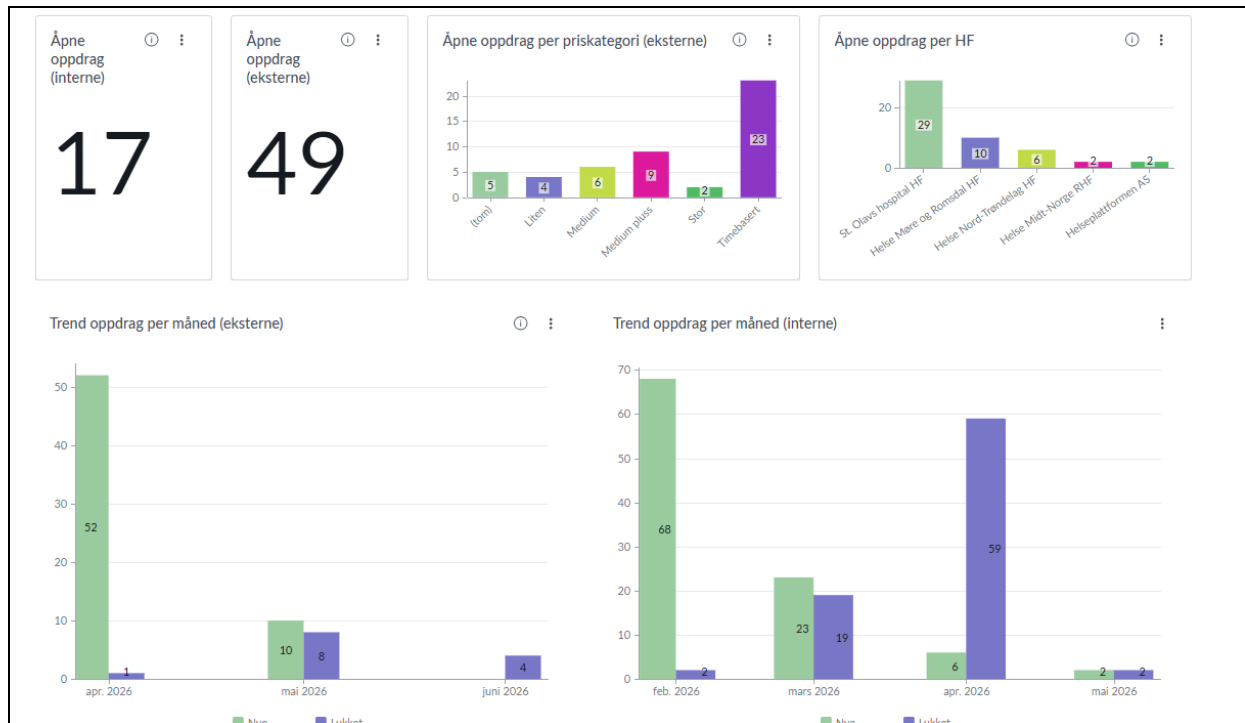 Åpne
oppdrag
(interne)
17
Åpne
oppdrag
(eksterne)
49
Åpne oppdrag per priskategori (eksterne)
20
15
10
5
0
5
4
6
9
2
23
(tom)
Liten
Medium
Medium pluss
Stor
Timebasert
Åpne oppdrag per HF
20
0
29
10
6
2
2
St. Olavs hospital HF
Helse Møre og Romsdal HF
Helse Nord-Trøndelag HF
Helse Midt-Norge RHF
Helseplattformen AS
Trend oppdrag per måned (eksterne)
50
40
30
20
10
0
52
1
10
8
4
apr. 2026
mai 2026
juni 2026
Nye
Lukket
Trend oppdrag per måned (interne)
70
60
50
40
30
20
10
0
68
2
23
19
6
59
2
2
feb. 2026
mars 2026
apr. 2026
mai 2026
Nye
Lukket